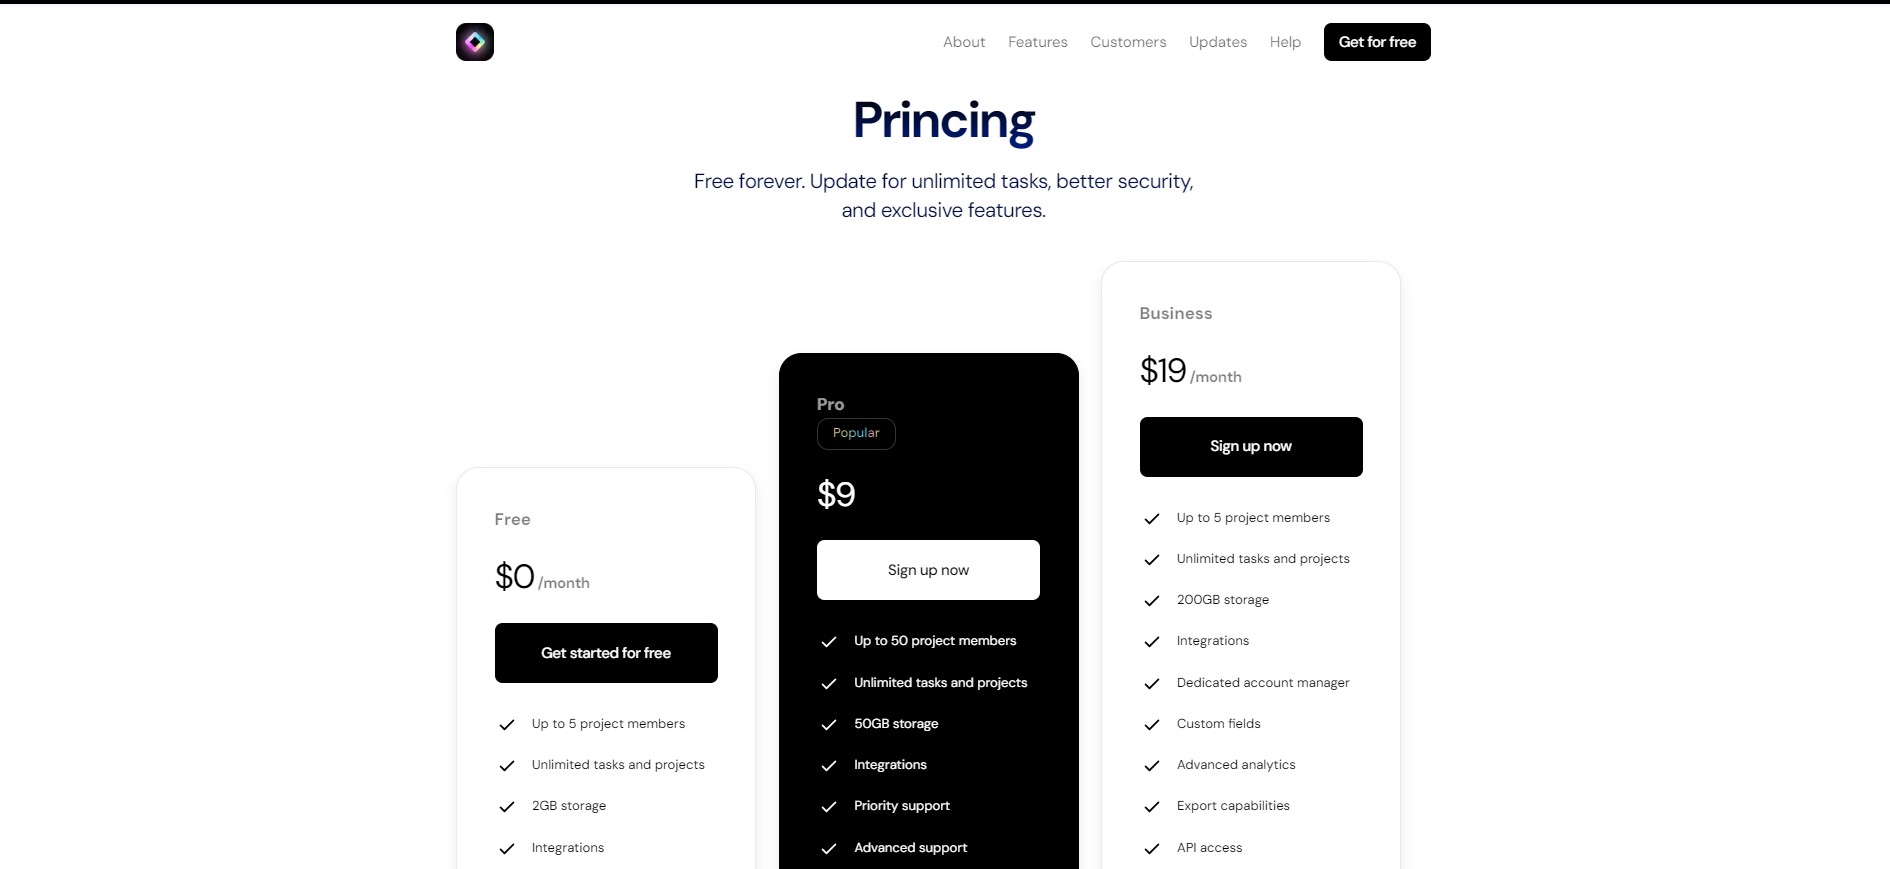 About Features Customers Updates Help Get for free
Princing
Free forever. Update for unlimited tasks, better security,
and exclusive features.
Free
$0 /month
Get started for free
Up to 5 project members
Unlimited tasks and projects
2GB storage
Integrations
Pro
Popular
$9
Sign up now
Up to 50 project members
Unlimited tasks and projects
50GB storage
Integrations
Priority support
Advanced support
Business
$19 /month
Sign up now
Up to 5 project members
Unlimited tasks and projects
200GB storage
Integrations
Dedicated account manager
Custom fields
Advanced analytics
Export capabilities
API access